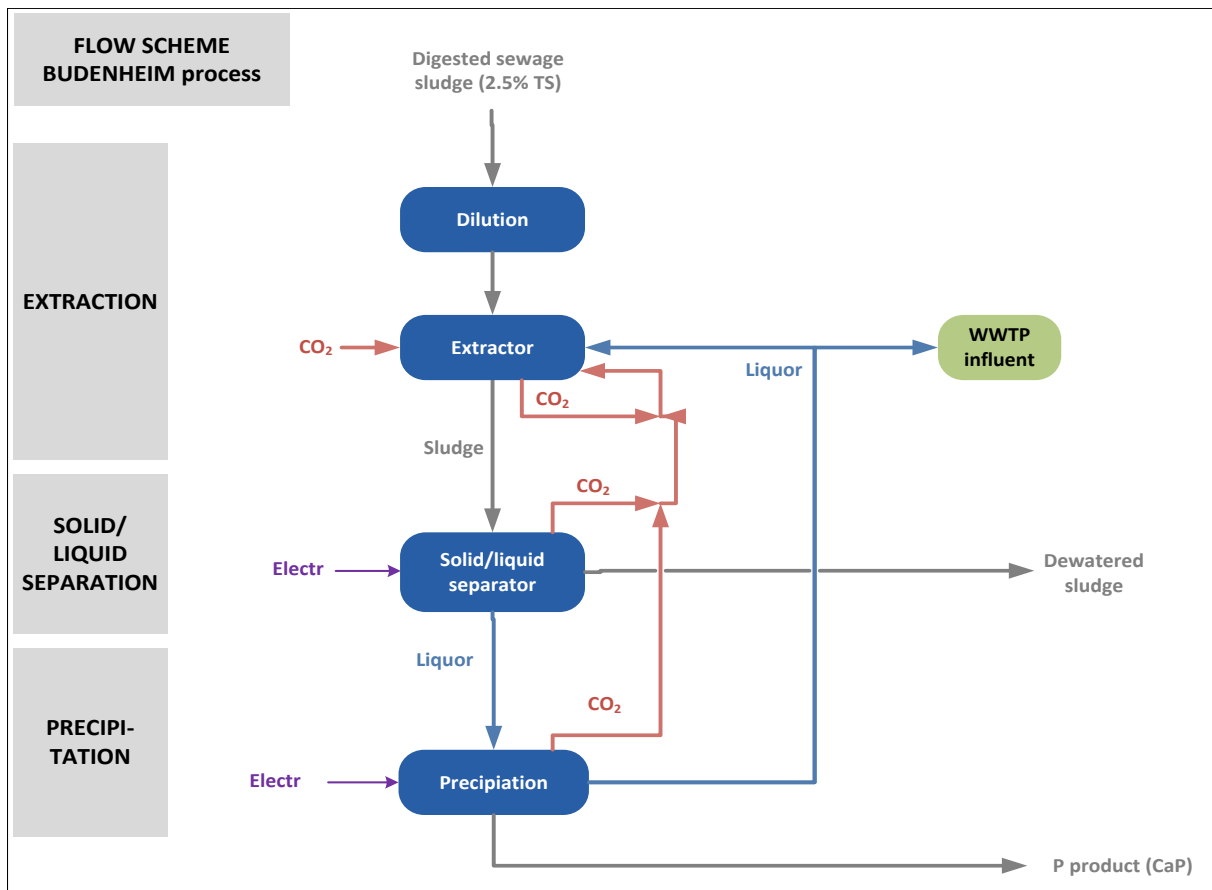 FLOW SCHEME
BUDENHEIM process
Digested sewage
sludge (2.5% TS)
Dilution
EXTRACTION
CO₂
Extractor
Liquor
WWTP
influent
CO₂
Sludge
CO₂
SOLID/
LIQUID
SEPARATION
Electr
Solid/liquid
separator
Dewatered
sludge
Liquor
CO₂
PRECIPI-
TATION
Electr
Precipiation
P product (CaP)